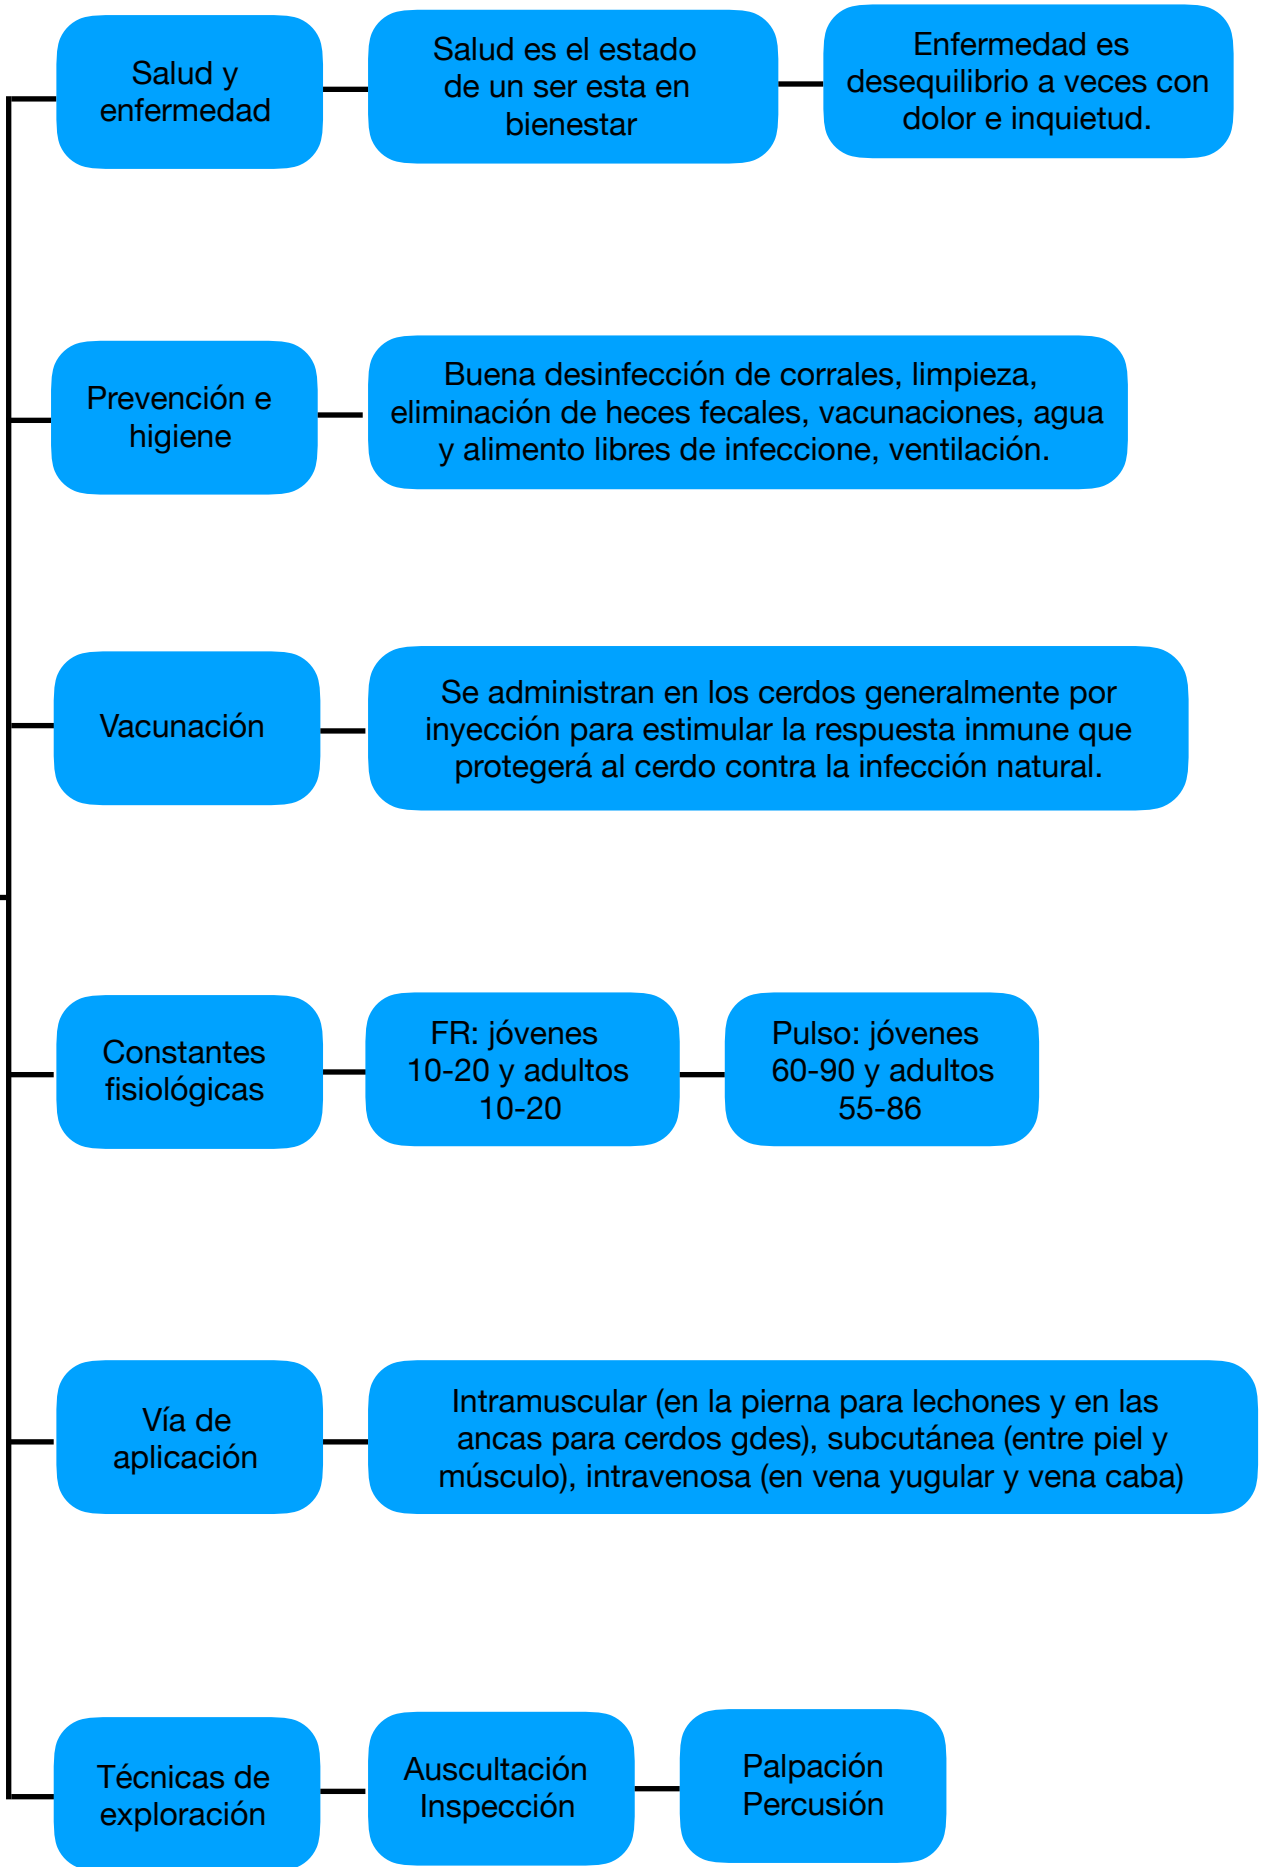 Salud y
enfermedad
Salud es el estado
de un ser esta en
bienestar
Enfermedad es
desequilibrio a veces con
dolor e inquietud.
Prevención e
higiene
Buena desinfección de corrales, limpieza,
eliminación de heces fecales, vacunaciones, agua
y alimento libres de infeccione, ventilación.
Vacunación
Se administran en los cerdos generalmente por
inyección para estimular la respuesta inmune que
protegerá al cerdo contra la infección natural.
Constantes
fisiológicas
FR: jóvenes
10-20 y adultos
10-20
Pulso: jóvenes
60-90 y adultos
55-86
Vía de
aplicación
Intramuscular (en la pierna para lechones y en las
ancas para cerdos gdes), subcutánea (entre piel y
músculo), intravenosa (en vena yugular y vena caba)
Técnicas de
exploración
Auscultación
Inspección
Palpación
Percusión